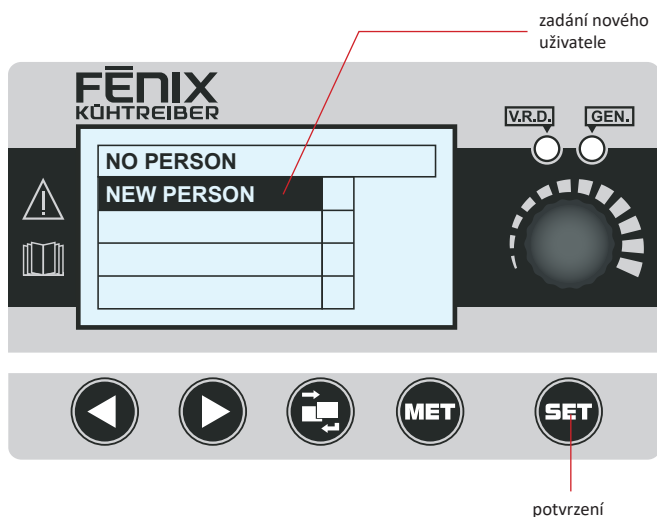 zadání nového
uživatele
FĒNIX
KÜHTREIBER
V.R.D.
GEN.
NO PERSON
NEW PERSON
MET
SET
potvrzení